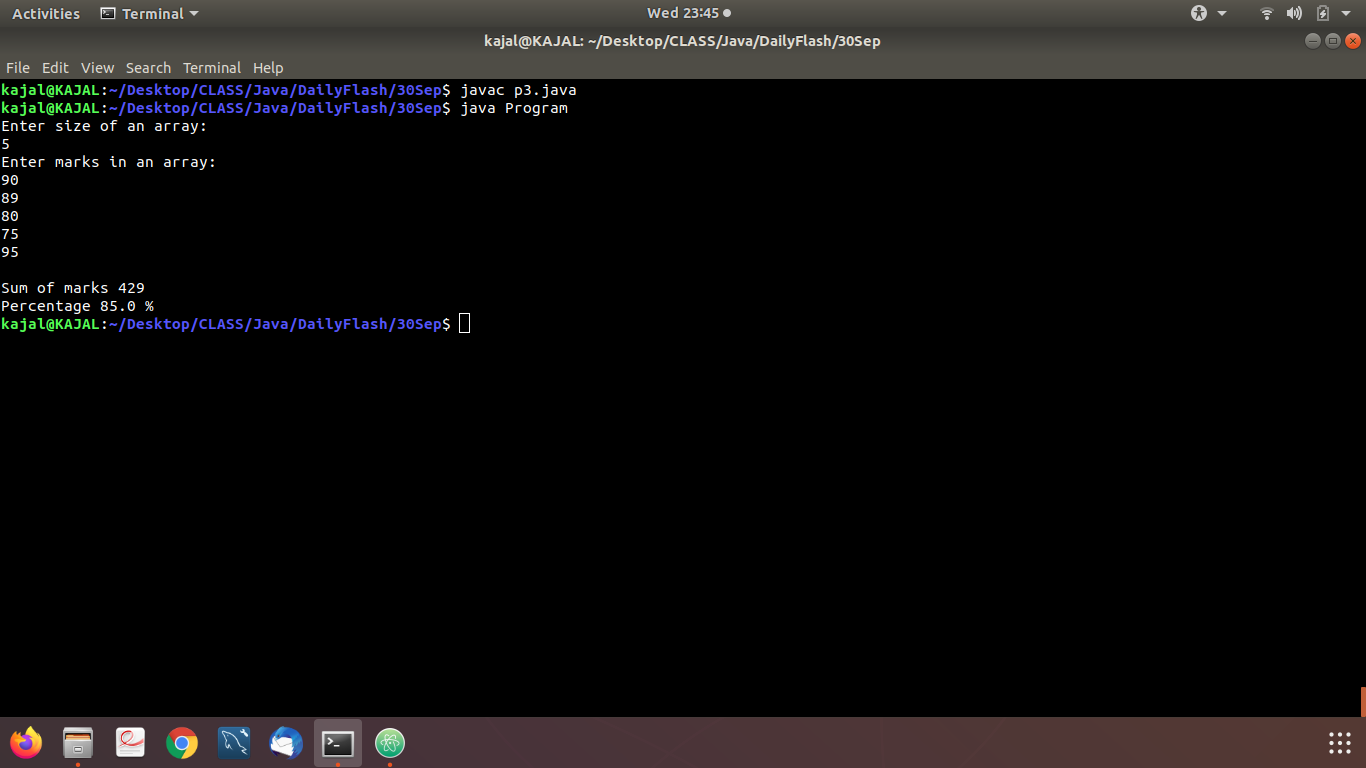 Activities Terminal Wed 23:45
kajal@KAJAL: ~/Desktop/CLASS/Java/DailyFlash/30Sep
File Edit View Search Terminal Help
kajal@KAJAL:~/Desktop/CLASS/Java/DailyFlash/30Sep$ javac p3.java
kajal@KAJAL:~/Desktop/CLASS/Java/DailyFlash/30Sep$ java Program
Enter size of an array:
5
Enter marks in an array:
90
89
80
75
95
Sum of marks 429
Percentage 85.0 %
kajal@KAJAL:~/Desktop/CLASS/Java/DailyFlash/30Sep$